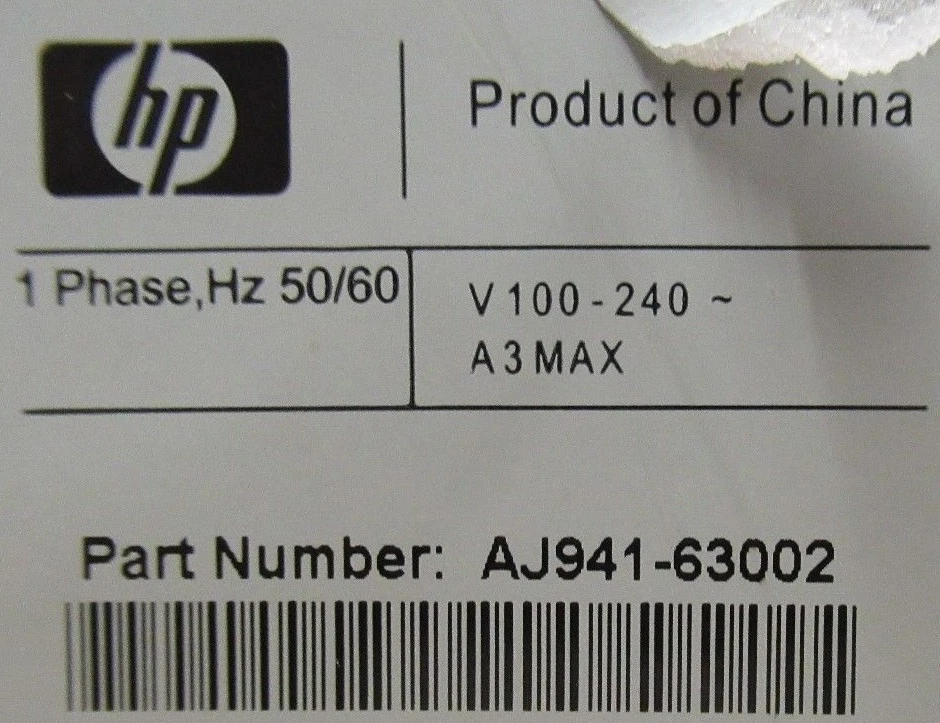 hp
Product of China
1 Phase,Hz 50/60
V 100 - 240 ~
A 3 MAX
Part Number: AJ941-63002